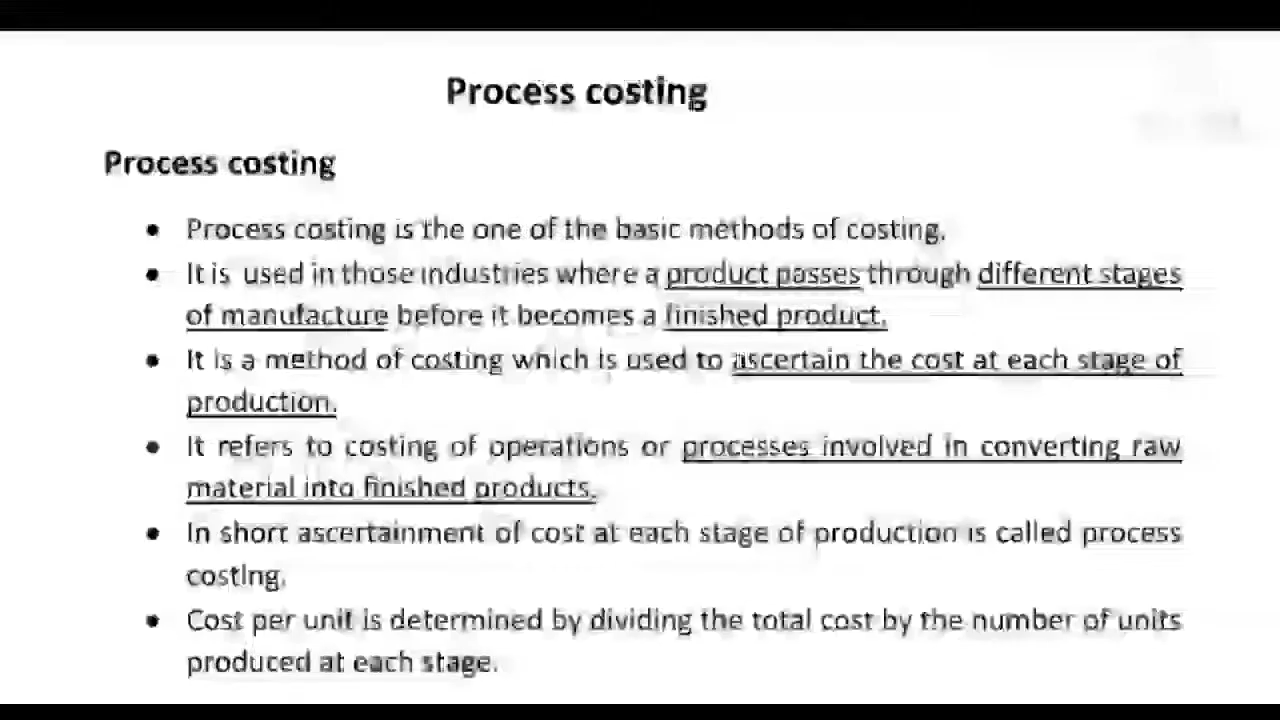 Process costing
Process costing
• Process costing is the one of the basic methods of costing.
• It is used in those industries where a product passes through different stages
of manufacture before it becomes a finished product.
• It is a method of costing which is used to ascertain the cost at each stage of
production.
• It refers to costing of operations or processes involved in converting raw
material into finished products.
• In short ascertainment of cost at each stage of production is called process
costing.
• Cost per unit is determined by dividing the total cost by the number of units
produced at each stage.